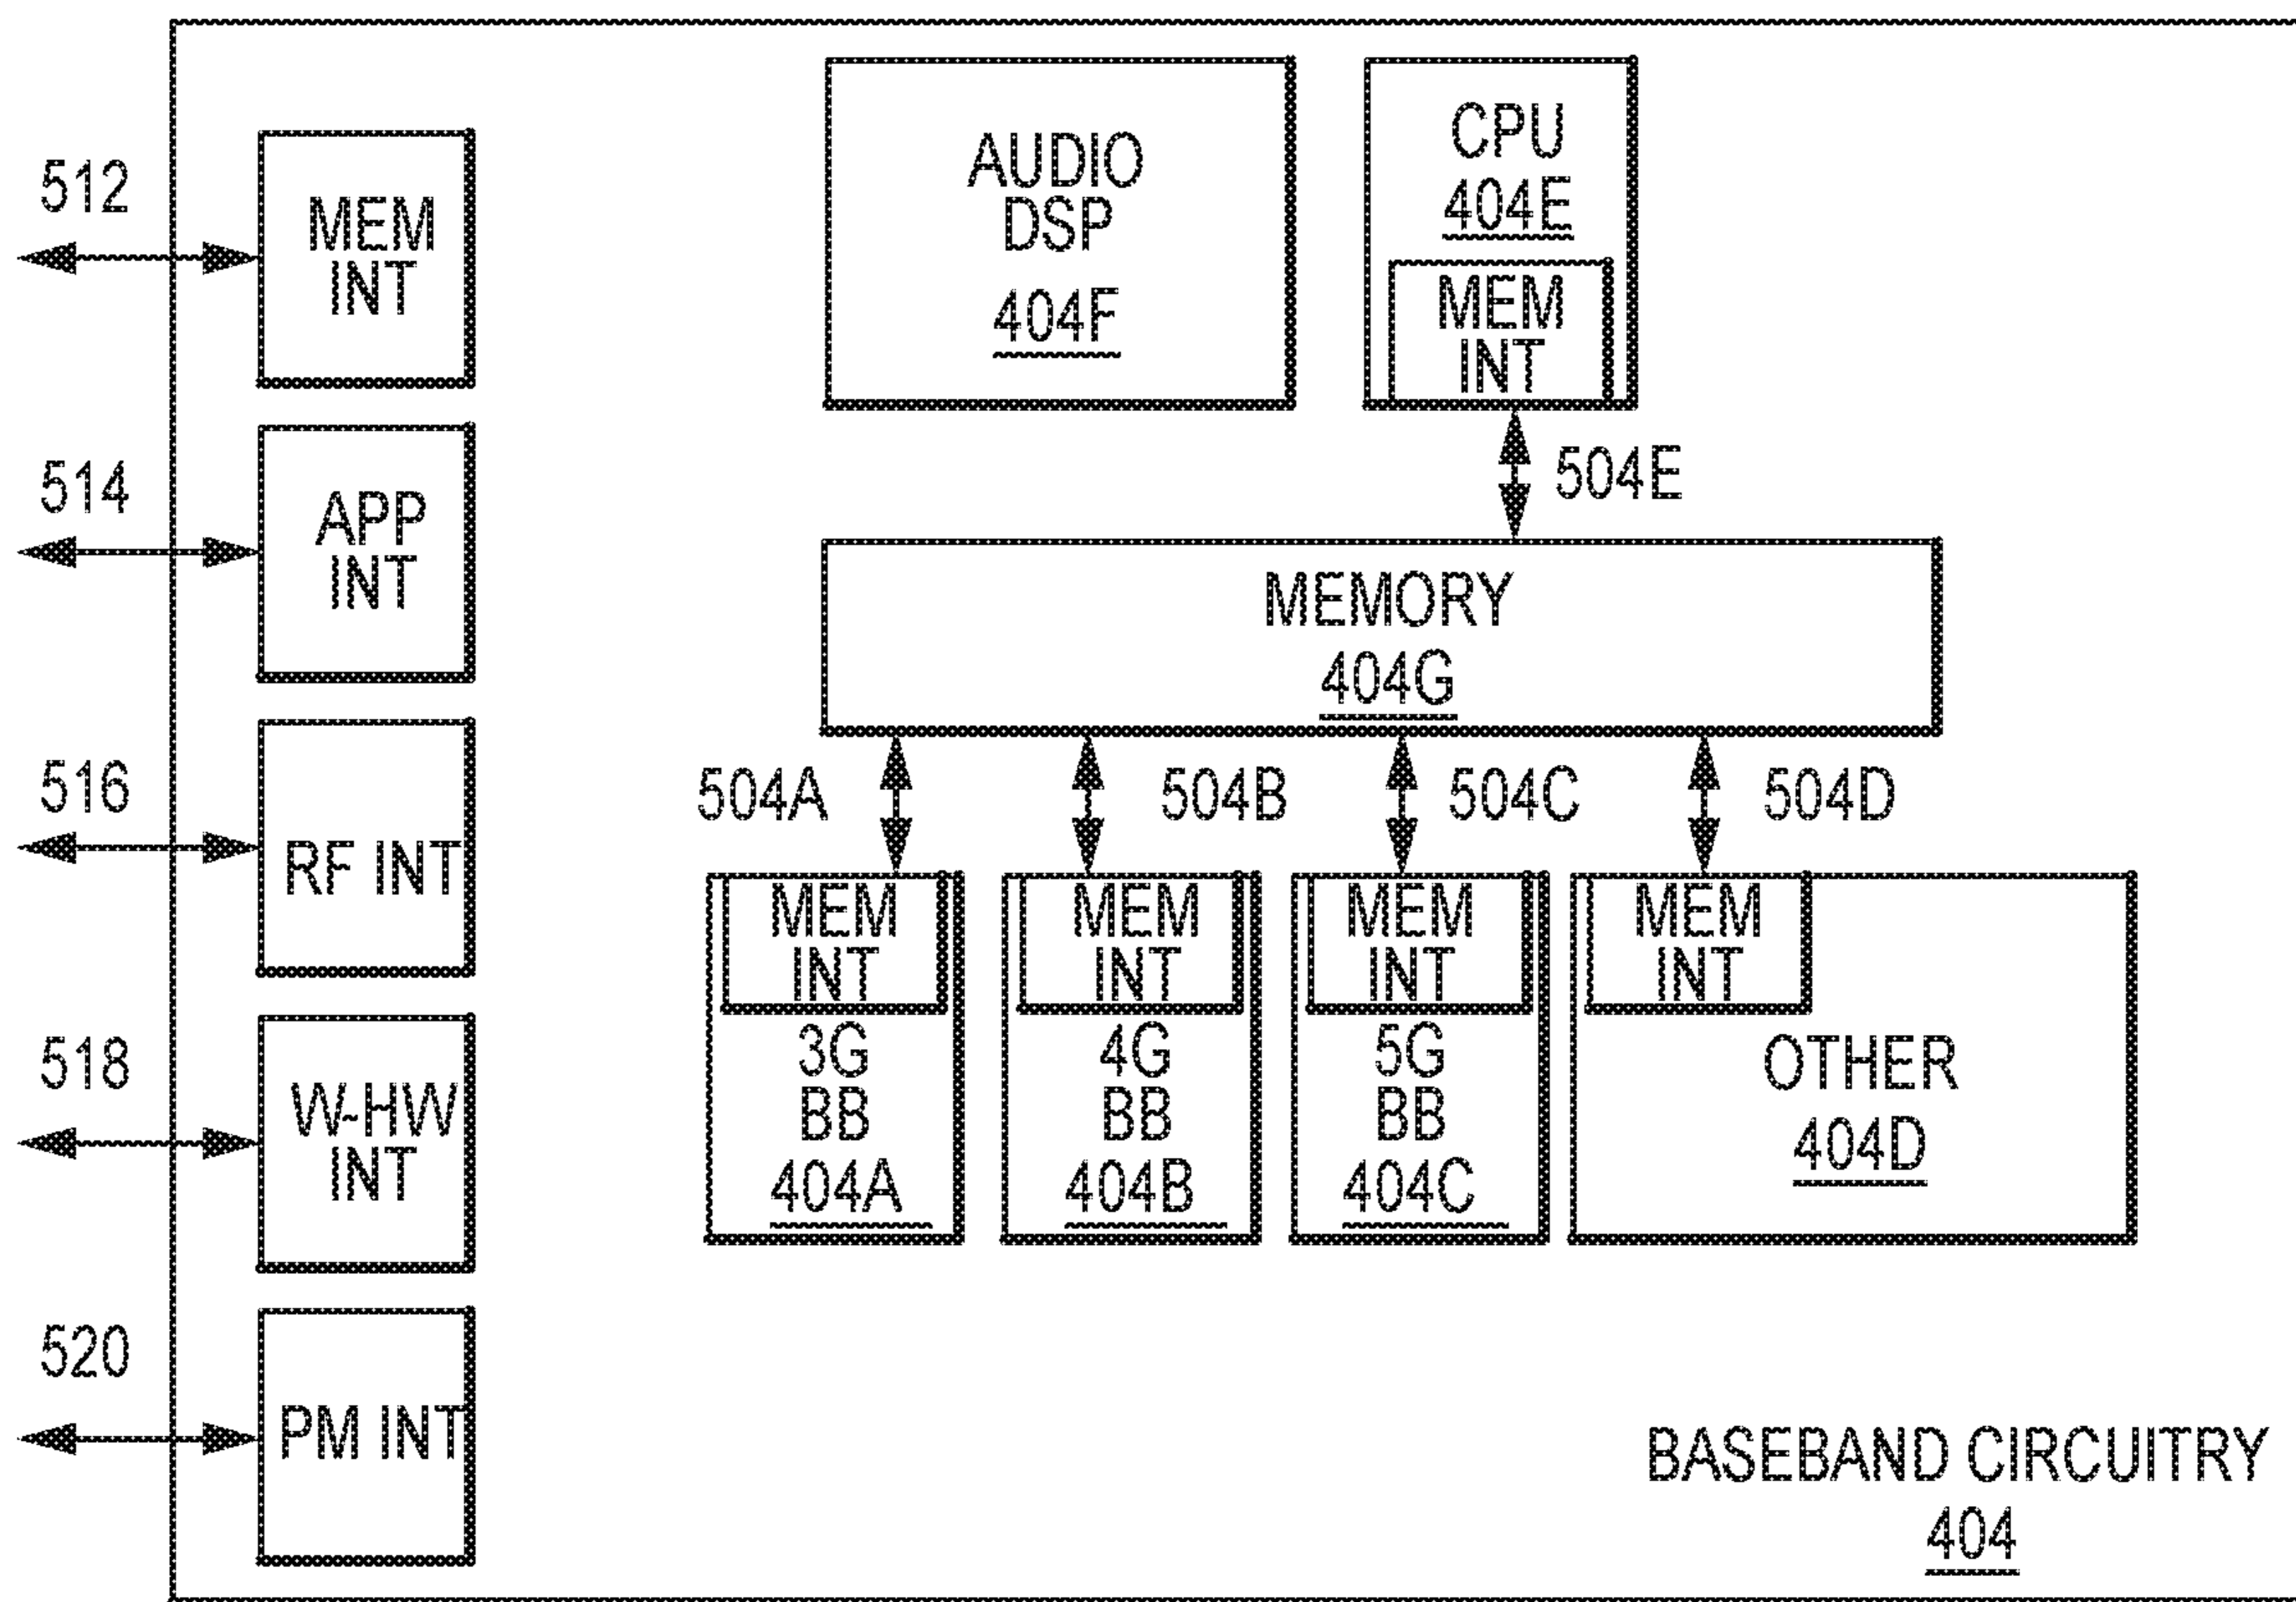 512
MEM
INT
514
APP
INT
516
RF INT
518
W-HW
INT
520
PM INT
AUDIO
DSP
404F
CPU
404E
MEM
INT
504E
MEMORY
404G
504A
504B
504C
504D
MEM
INT
3G
BB
404A
MEM
INT
4G
BB
404B
MEM
INT
5G
BB
404C
MEM
INT
OTHER
404D
BASEBAND CIRCUITRY
404